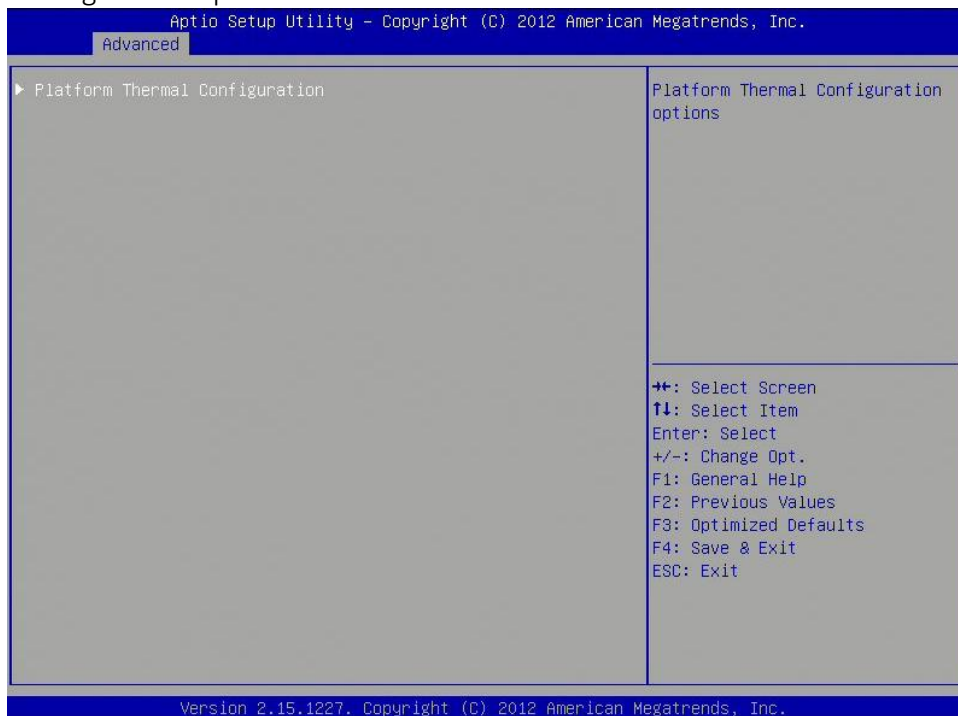 Aptio Setup Utility – Copyright (C) 2012 American Megatrends, Inc.
Advanced
▶ Platform Thermal Configuration
Platform Thermal Configuration
options
→←: Select Screen
↑↓: Select Item
Enter: Select
+/-: Change Opt.
F1: General Help
F2: Previous Values
F3: Optimized Defaults
F4: Save & Exit
ESC: Exit
Version 2.15.1227. Copyright (C) 2012 American Megatrends, Inc.